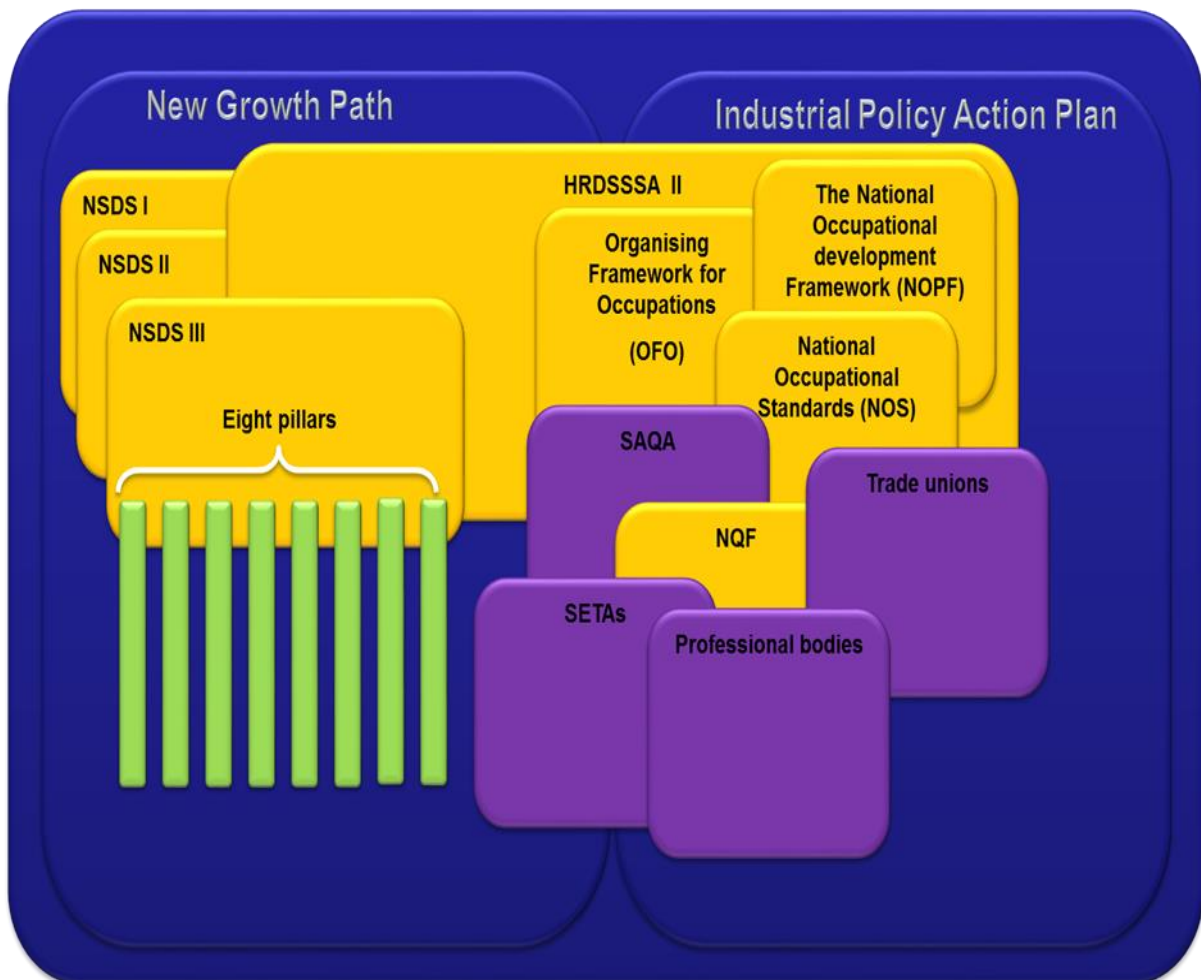 New Growth Path
Industrial Policy Action Plan
NSDS I
NSDS II
NSDS III
Eight pillars
HRDSSSA II
Organising
Framework for
Occupations
(OFO)
The National
Occupational
development
Framework (NOPF)
National
Occupational
Standards (NOS)
SAQA
Trade unions
NQF
SETAs
Professional bodies